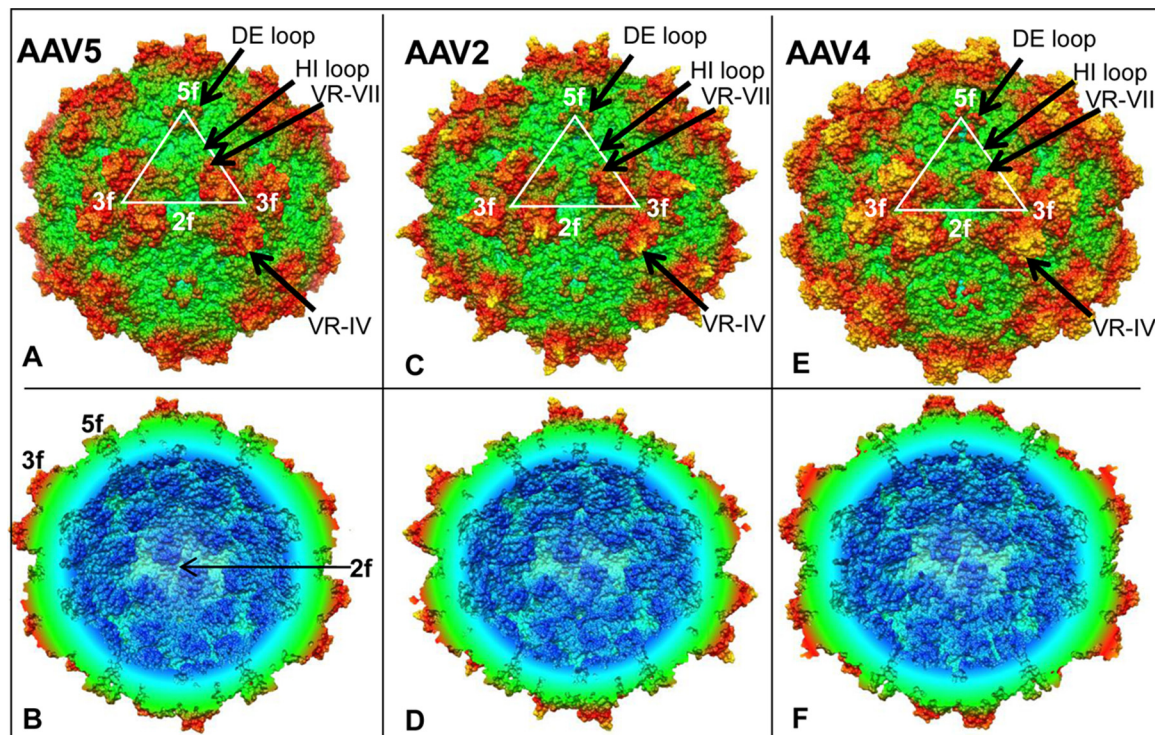 AAV5
DE loop
HI loop
VR-VII
5f
3f
3f
2f
VR-IV
A
AAV2
DE loop
HI loop
VR-VII
5f
3f
3f
2f
VR-IV
C
AAV4
DE loop
HI loop
VR-VII
5f
3f
3f
2f
VR-IV
E
5f
3f
2f
B
D
F